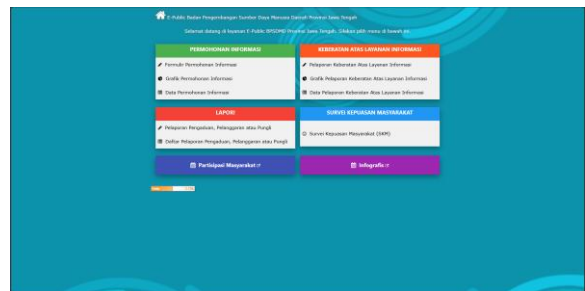 E-Public Badan Pengembangan Sumber Daya Manusia Daerah Provinsi Jawa Tengah
Selamat datang di layanan E-Public BPSDMD Provinsi Jawa Tengah. Silakan pilih menu di bawah ini.
PERMOHONAN INFORMASI
Formulir Permohonan Informasi
Grafik Permohonan Informasi
Data Permohonan Informasi
KEBERATAN ATAS LAYANAN INFORMASI
Pelaporan Keberatan Atas Layanan Informasi
Grafik Pelaporan Keberatan Atas Layanan Informasi
Data Pelaporan Keberatan Atas Layanan Informasi
LAPOR!
Pelaporan Pengaduan, Pelanggaran atau Pungli
Daftar Pelaporan Pengaduan, Pelanggaran atau Pungli
SURVEI KEPUASAN MASYARAKAT
Survei Kepuasan Masyarakat (SKM)
Partisipasi Masyarakat
Infografis